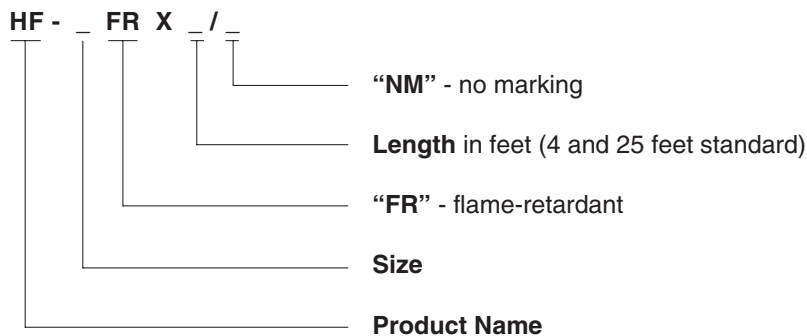 HF - _ FR X _ / _
“NM” - no marking
Length in feet (4 and 25 feet standard)
“FR” - flame-retardant
Size
Product Name